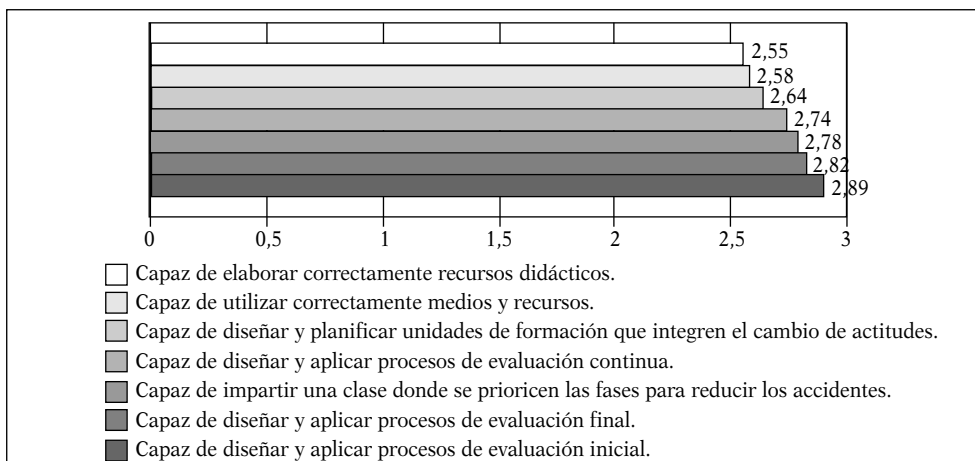 2,55
2,58
2,64
2,74
2,78
2,82
2,89
0 0,5 1 1,5 2 2,5 3
Capaz de elaborar correctamente recursos didácticos.
Capaz de utilizar correctamente medios y recursos.
Capaz de diseñar y planificar unidades de formación que integren el cambio de actitudes.
Capaz de diseñar y aplicar procesos de evaluación continua.
Capaz de impartir una clase donde se prioricen las fases para reducir los accidentes.
Capaz de diseñar y aplicar procesos de evaluación final.
Capaz de diseñar y aplicar procesos de evaluación inicial.